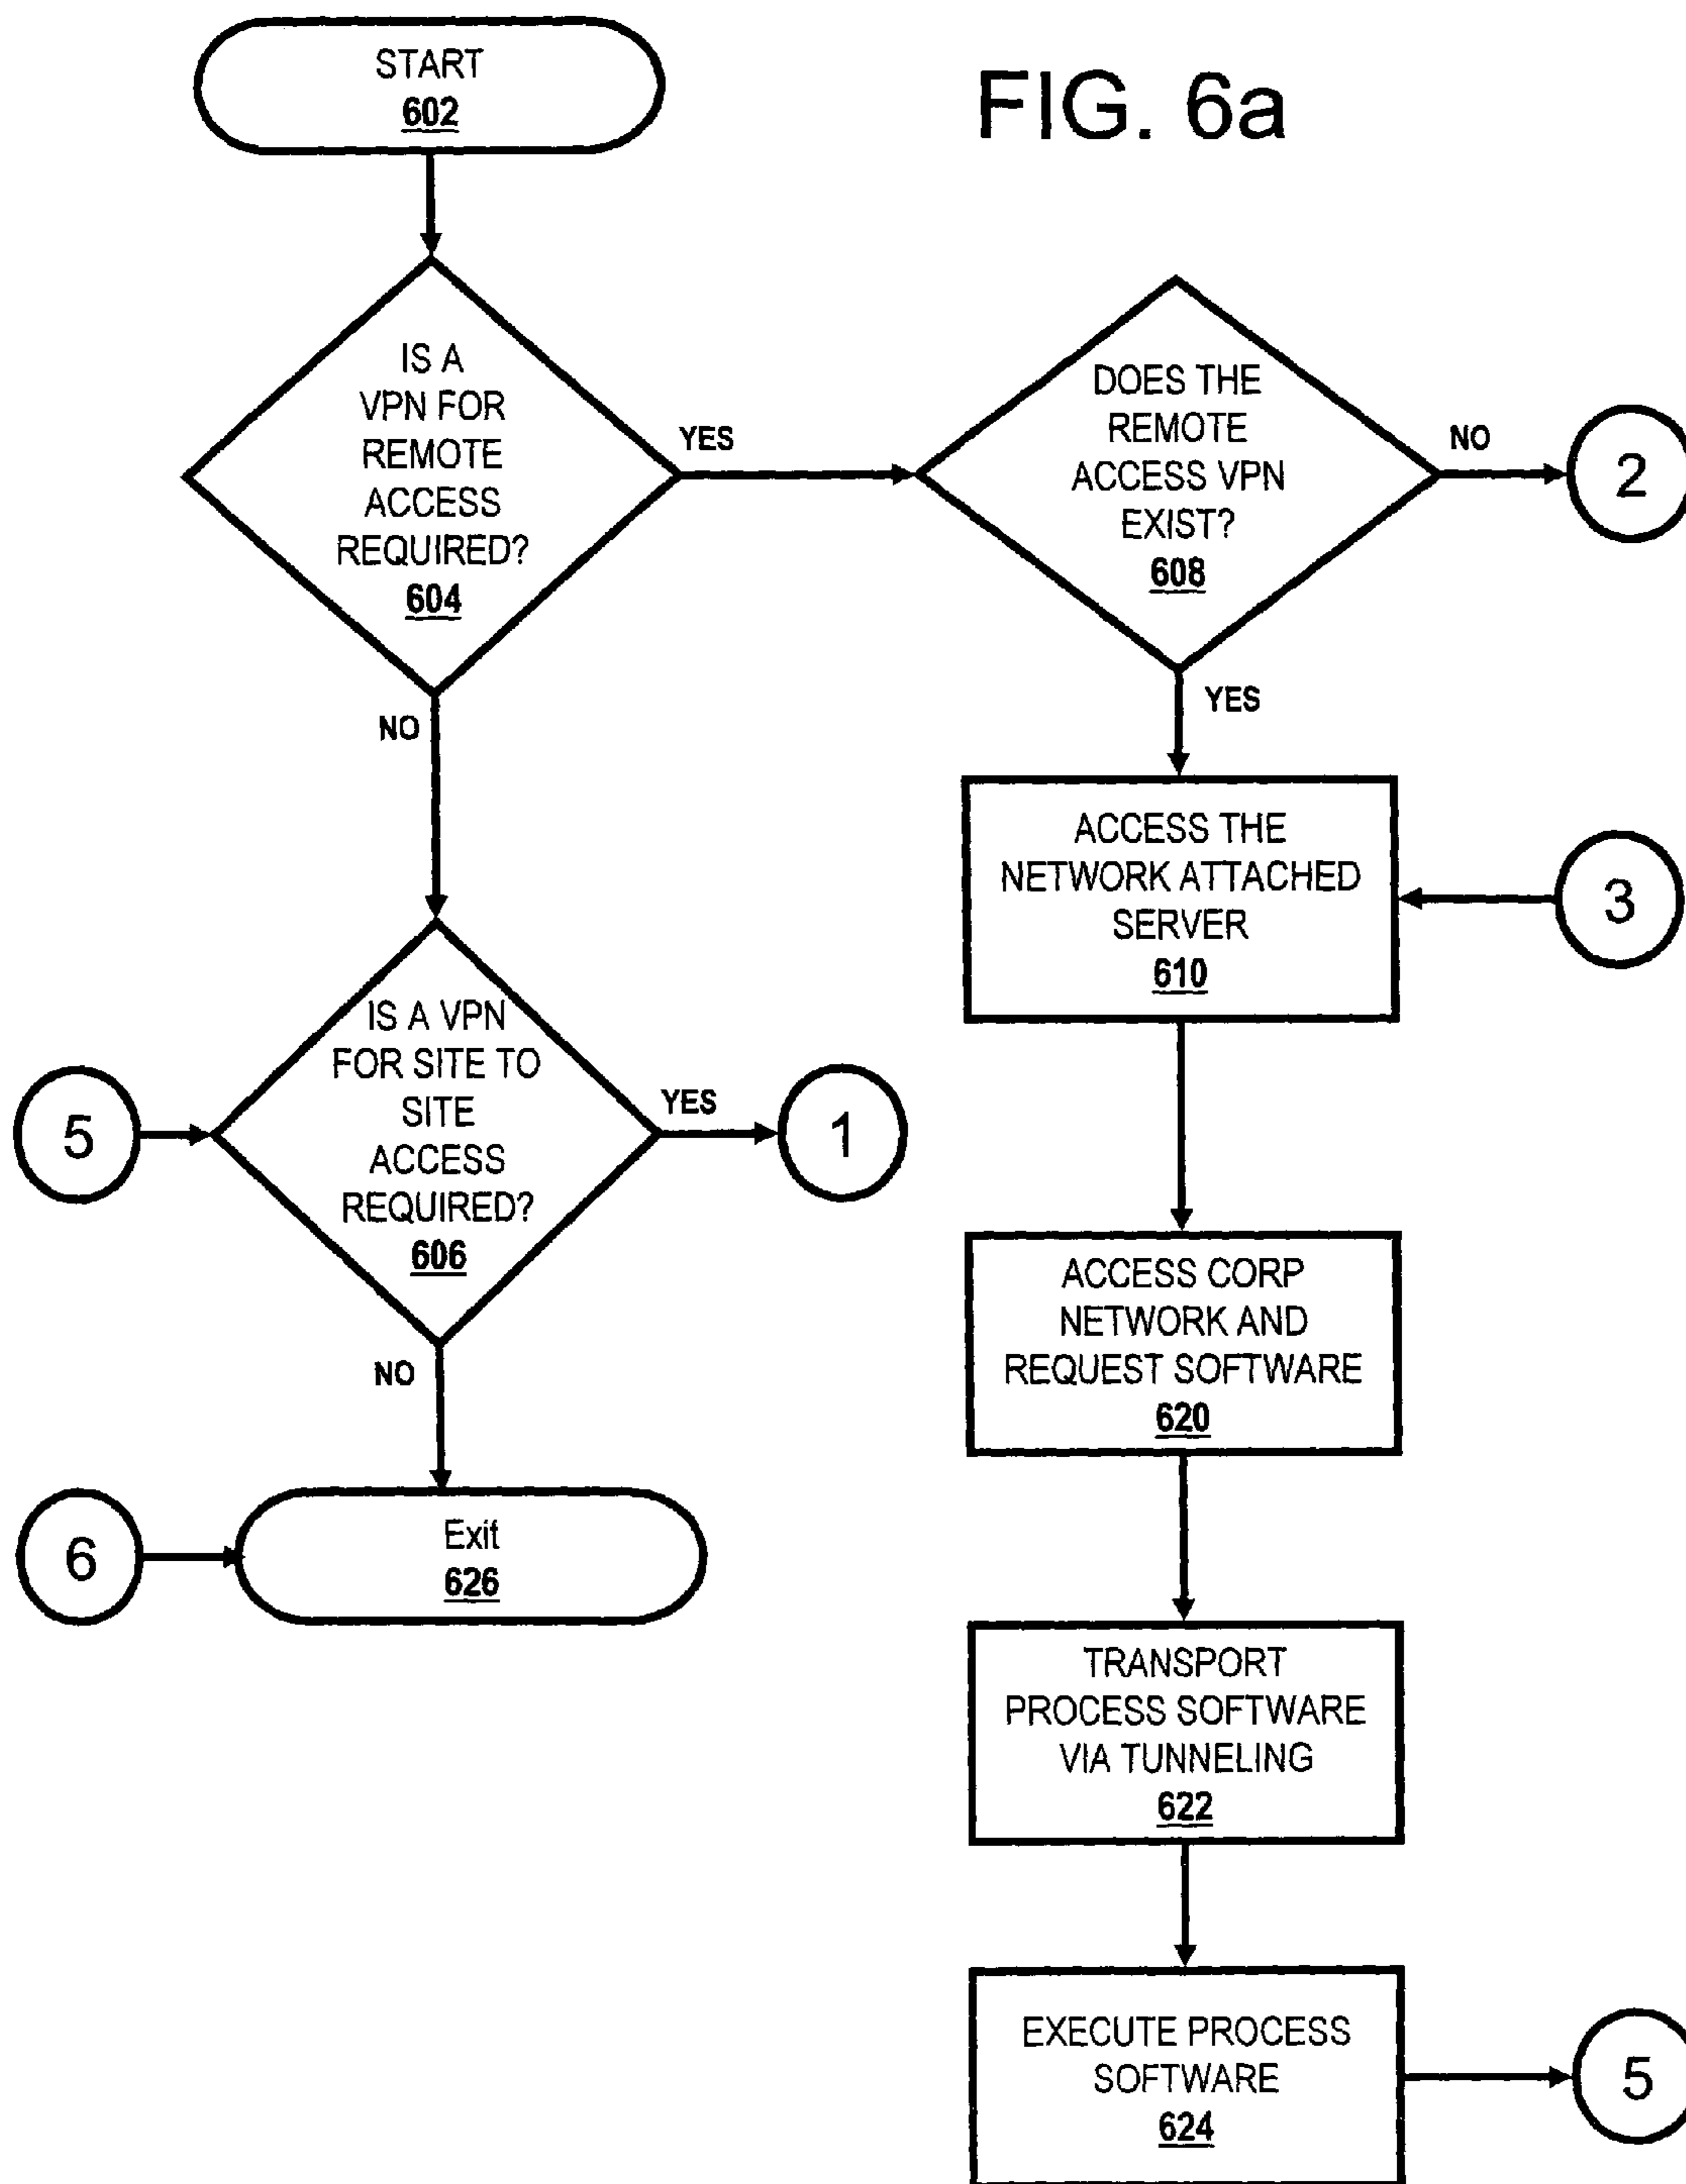 FIG. 6a
START
602
IS A
VPN FOR
REMOTE
ACCESS
REQUIRED?
604
YES
NO
DOES THE
REMOTE
ACCESS VPN
EXIST?
608
NO
2
YES
ACCESS THE
NETWORK ATTACHED
SERVER
610
3
5
IS A VPN
FOR SITE TO
SITE
ACCESS
REQUIRED?
606
YES
1
NO
ACCESS CORP
NETWORK AND
REQUEST SOFTWARE
620
6
Exit
626
TRANSPORT
PROCESS SOFTWARE
VIA TUNNELING
622
EXECUTE PROCESS
SOFTWARE
624
5